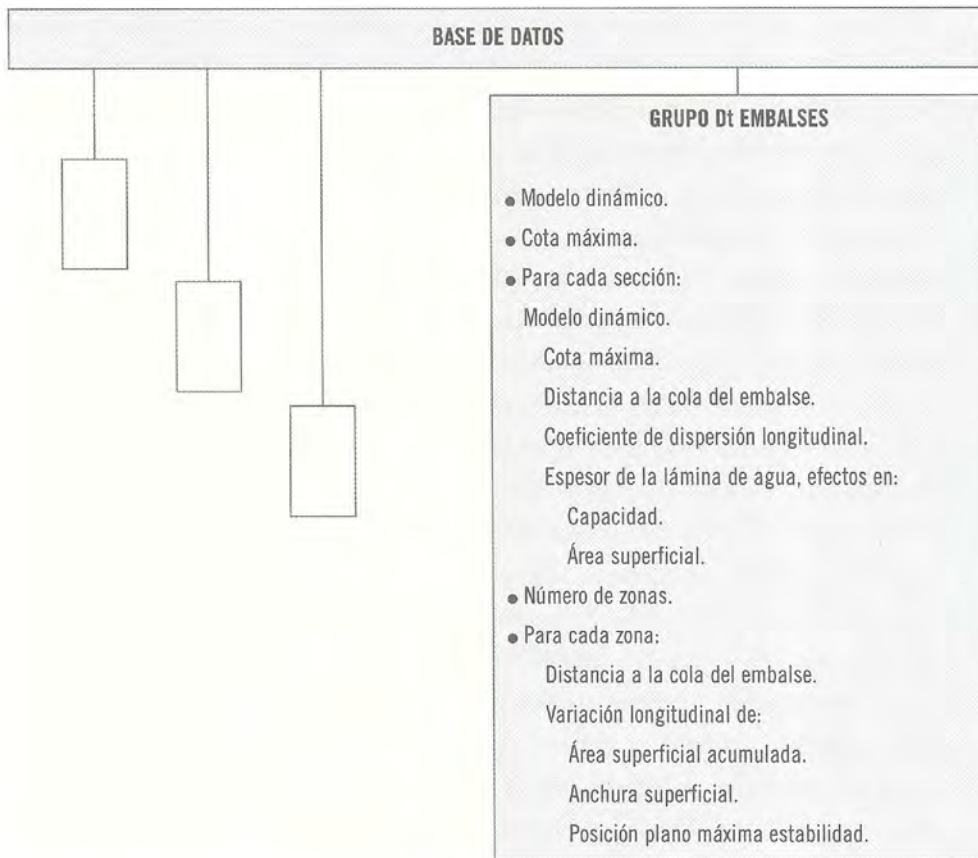 BASE DE DATOS
GRUPO Dt EMBALSES
• Modelo dinámico.
• Cota máxima.
• Para cada sección:
Modelo dinámico.
Cota máxima.
Distancia a la cola del embalse.
Coeficiente de dispersión longitudinal.
Espesor de la lámina de agua, efectos en:
Capacidad.
Área superficial.
• Número de zonas.
• Para cada zona:
Distancia a la cola del embalse.
Variación longitudinal de:
Área superficial acumulada.
Anchura superficial.
Posición plano máxima estabilidad.